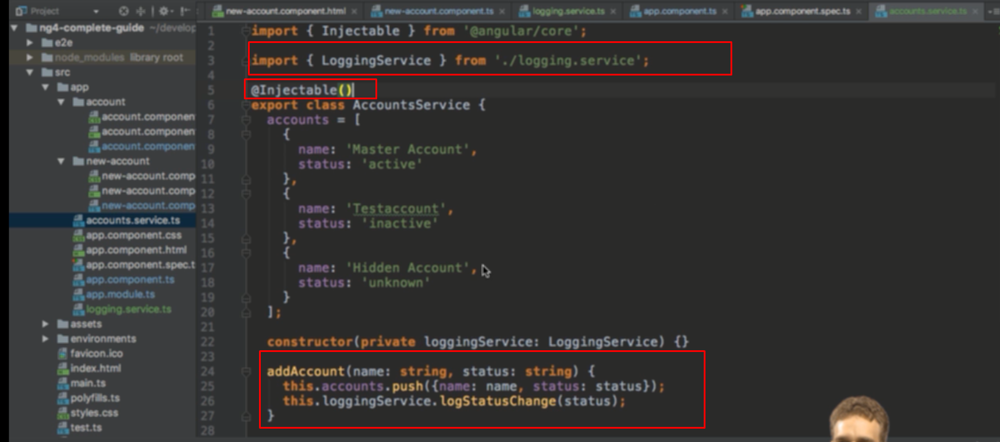 Project
new-account.component.html
new-account.component.ts
logging.service.ts
app.component.ts
app.component.spec.ts
accounts.service.ts
ng4-complete-guide ~/develop
e2e
node_modules library root
src
app
account
account.componen
account.componen
account.componen
new-account
new-account.comp
new-account.comp
new-account.comp
accounts.service.ts
app.component.css
app.component.html
app.component.spec.t
app.component.ts
app.module.ts
logging.service.ts
assets
environments
favicon.ico
index.html
main.ts
polyfills.ts
styles.css
test.ts
1 import { Injectable } from '@angular/core';
2
3 import { LoggingService } from './logging.service';
4
5 @Injectable()
6 export class AccountsService {
7 accounts = [
8 {
9 name: 'Master Account',
10 status: 'active'
11 },
12 {
13 name: 'Testaccount',
14 status: 'inactive'
15 },
16 {
17 name: 'Hidden Account',
18 status: 'unknown'
19 }
20 ];
21
22 constructor(private loggingService: LoggingService) {}
23
24 addAccount(name: string, status: string) {
25 this.accounts.push({name: name, status: status});
26 this.loggingService.logStatusChange(status);
27 }
28